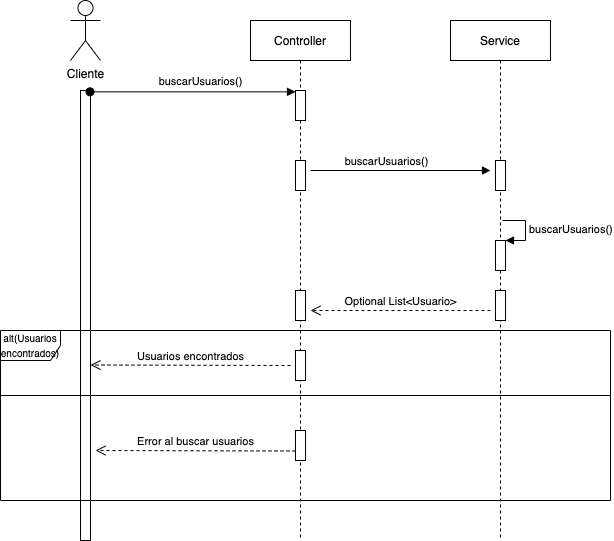 Controller
Service
Cliente
buscarUsuarios()
buscarUsuarios()
buscarUsuarios()
Optional List<Usuario>
alt(Usuarios
encontrados)
Usuarios encontrados
Error al buscar usuarios